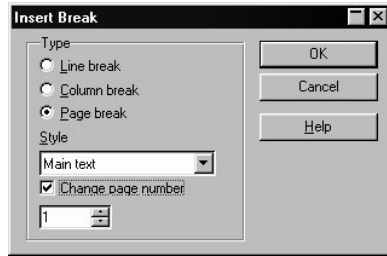 Insert Break
Type
Line break
Column break
Page break
Style
Main text
Change page number
1
OK
Cancel
Help